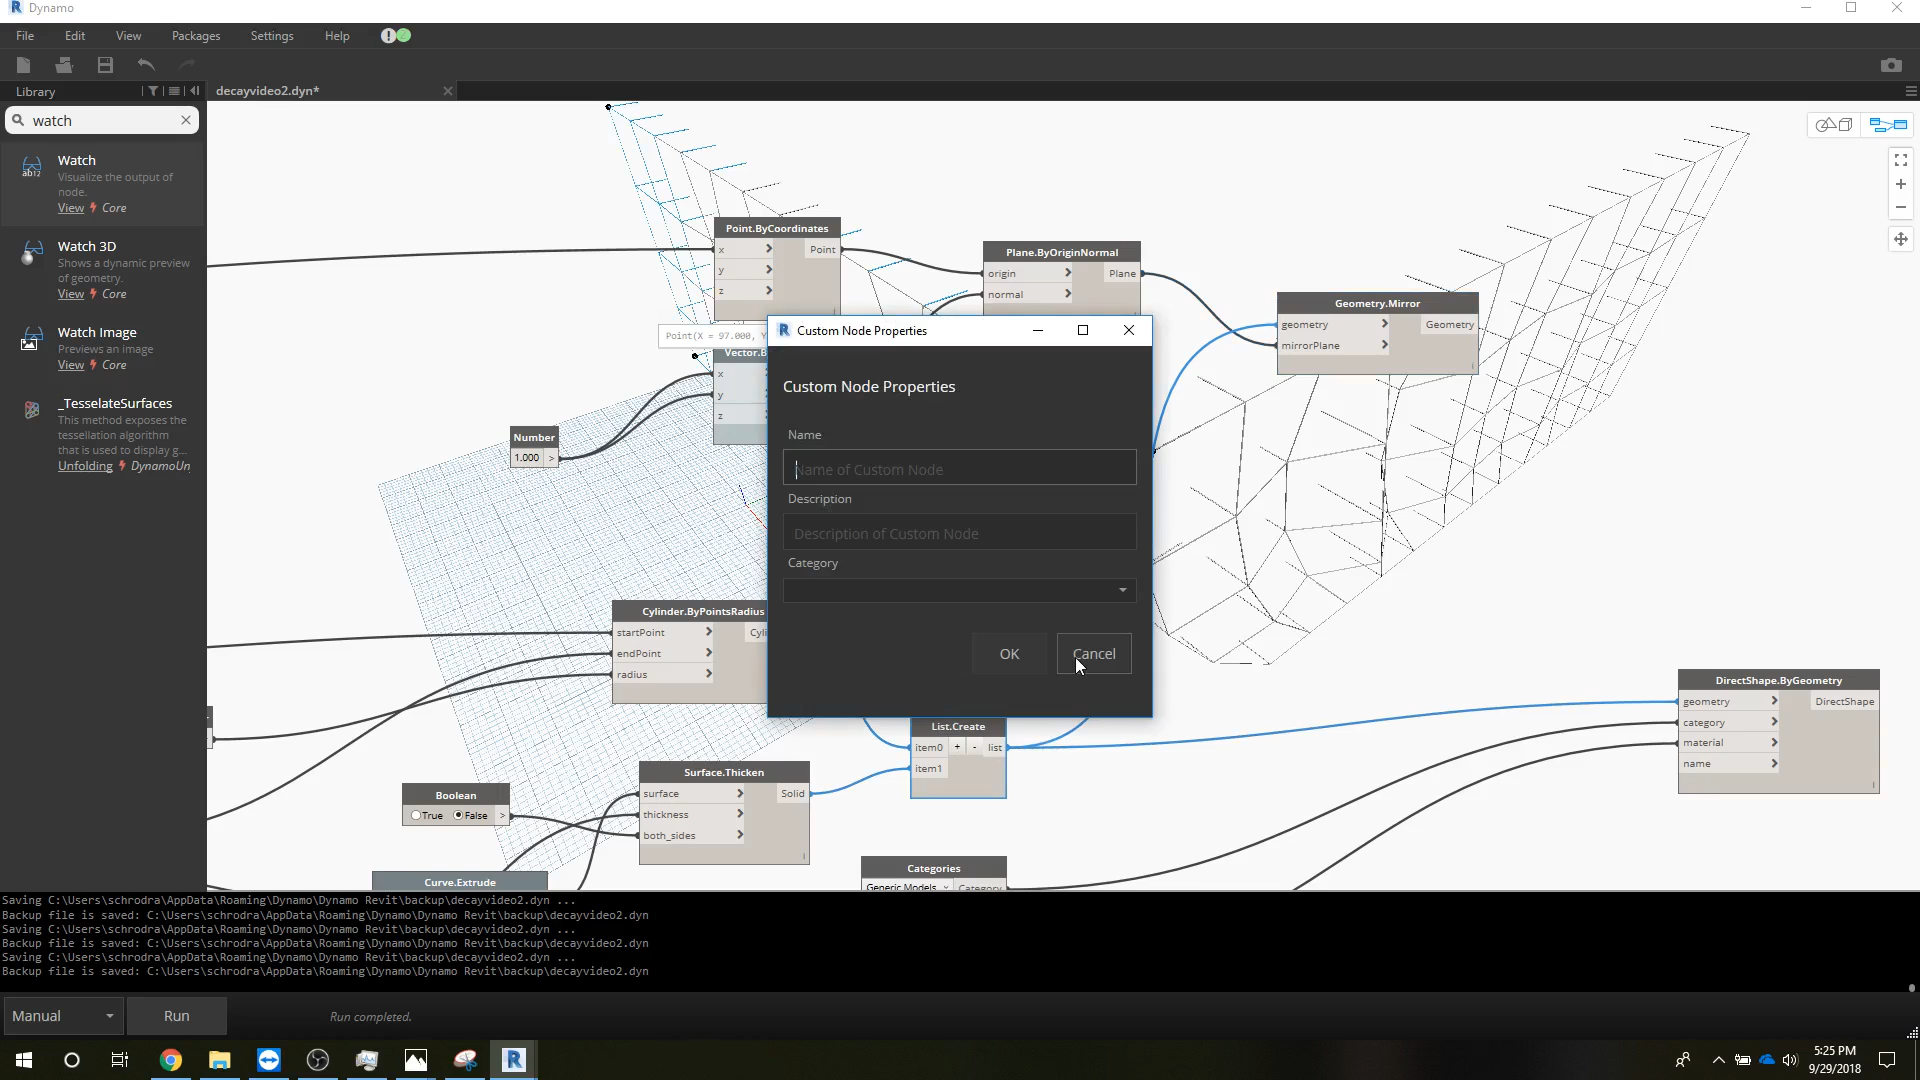 Dynamo
File Edit View Packages Settings Help
Library
decayvideo2.dyn*
watch
Watch
Visualize the output of
node.
View Core
Watch 3D
Shows a dynamic preview
of geometry.
View Core
Watch Image
Previews an image
View Core
_TesselateSurfaces
This method exposes the
tessellation algorithm
that is used to display g...
Unfolding DynamoUn
Point.ByCoordinates
x Point
y
z
Plane.ByOriginNormal
origin Plane
normal
Geometry.Mirror
geometry Geometry
mirrorPlane
Point(X = 97.000, Y
Vector.B
x
y
z
Number
1.000 >
Custom Node Properties
Custom Node Properties
Name
Name of Custom Node
Description
Description of Custom Node
Category
OK Cancel
Cylinder.ByPointsRadius
startPoint Cyli
endPoint
radius
List.Create
item0 + - list
item1
Surface.Thicken
surface Solid
thickness
both_sides
Boolean
True False >
Curve.Extrude
Categories
Generic Models Category
DirectShape.ByGeometry
geometry DirectShape
category
material
name
Saving C:\Users\schrodra\AppData\Roaming\Dynamo\Dynamo Revit\backup\decayvideo2.dyn ...
Backup file is saved: C:\Users\schrodra\AppData\Roaming\Dynamo\Dynamo Revit\backup\decayvideo2.dyn
Saving C:\Users\schrodra\AppData\Roaming\Dynamo\Dynamo Revit\backup\decayvideo2.dyn ...
Backup file is saved: C:\Users\schrodra\AppData\Roaming\Dynamo\Dynamo Revit\backup\decayvideo2.dyn
Saving C:\Users\schrodra\AppData\Roaming\Dynamo\Dynamo Revit\backup\decayvideo2.dyn ...
Backup file is saved: C:\Users\schrodra\AppData\Roaming\Dynamo\Dynamo Revit\backup\decayvideo2.dyn
Manual Run Run completed.
5:25 PM
9/29/2018